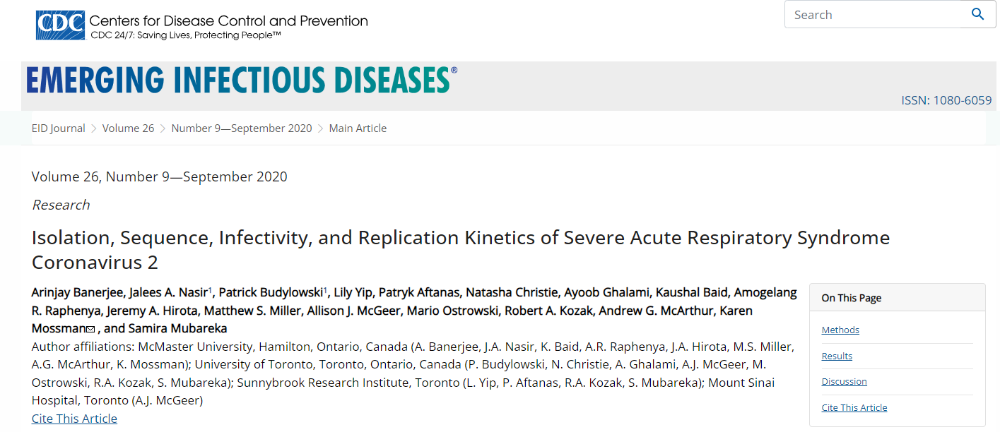 CDC Centers for Disease Control and Prevention
CDC 24/7: Saving Lives, Protecting People™
Search
EMERGING INFECTIOUS DISEASES®
ISSN: 1080-6059
EID Journal > Volume 26 > Number 9—September 2020 > Main Article
Volume 26, Number 9—September 2020
Research
Isolation, Sequence, Infectivity, and Replication Kinetics of Severe Acute Respiratory Syndrome
Coronavirus 2
Arinjay Banerjee, Jalees A. Nasir¹, Patrick Budylowski¹, Lily Yip, Patryk Aftanas, Natasha Christie, Ayoob Ghalami, Kaushal Baid, Amogelang
R. Raphenya, Jeremy A. Hirota, Matthew S. Miller, Allison J. McGeer, Mario Ostrowski, Robert A. Kozak, Andrew G. McArthur, Karen
Mossman✉, and Samira Mubareka
Author affiliations: McMaster University, Hamilton, Ontario, Canada (A. Banerjee, J.A. Nasir, K. Baid, A.R. Raphenya, J.A. Hirota, M.S. Miller,
A.G. McArthur, K. Mossman); University of Toronto, Toronto, Ontario, Canada (P. Budylowski, N. Christie, A. Ghalami, A.J. McGeer, M.
Ostrowski, R.A. Kozak, S. Mubareka); Sunnybrook Research Institute, Toronto (L. Yip, P. Aftanas, R.A. Kozak, S. Mubareka); Mount Sinai
Hospital, Toronto (A.J. McGeer)
Cite This Article
On This Page
Methods
Results
Discussion
Cite This Article